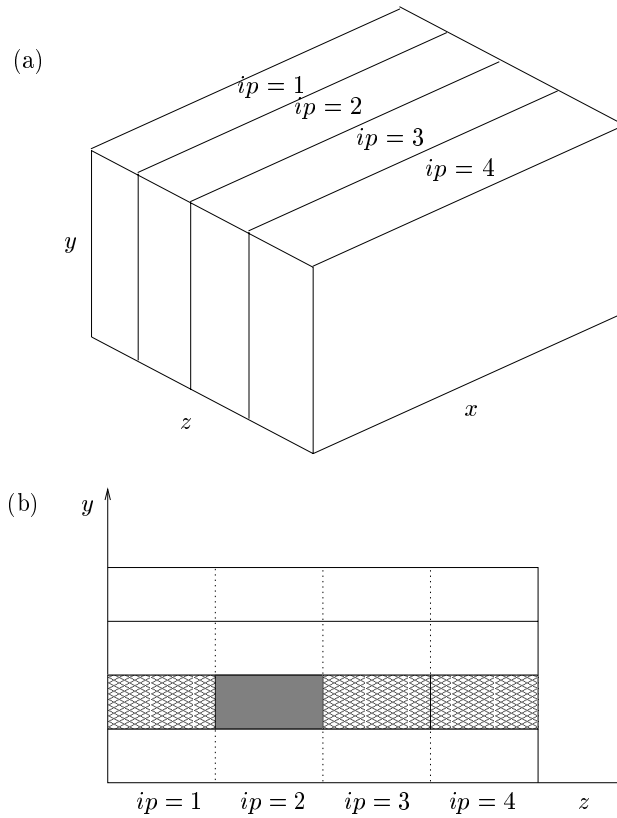 (a)
ip = 1
ip = 2
ip = 3
ip = 4
y
z
x
(b)
y
ip = 1 ip = 2 ip = 3 ip = 4 z